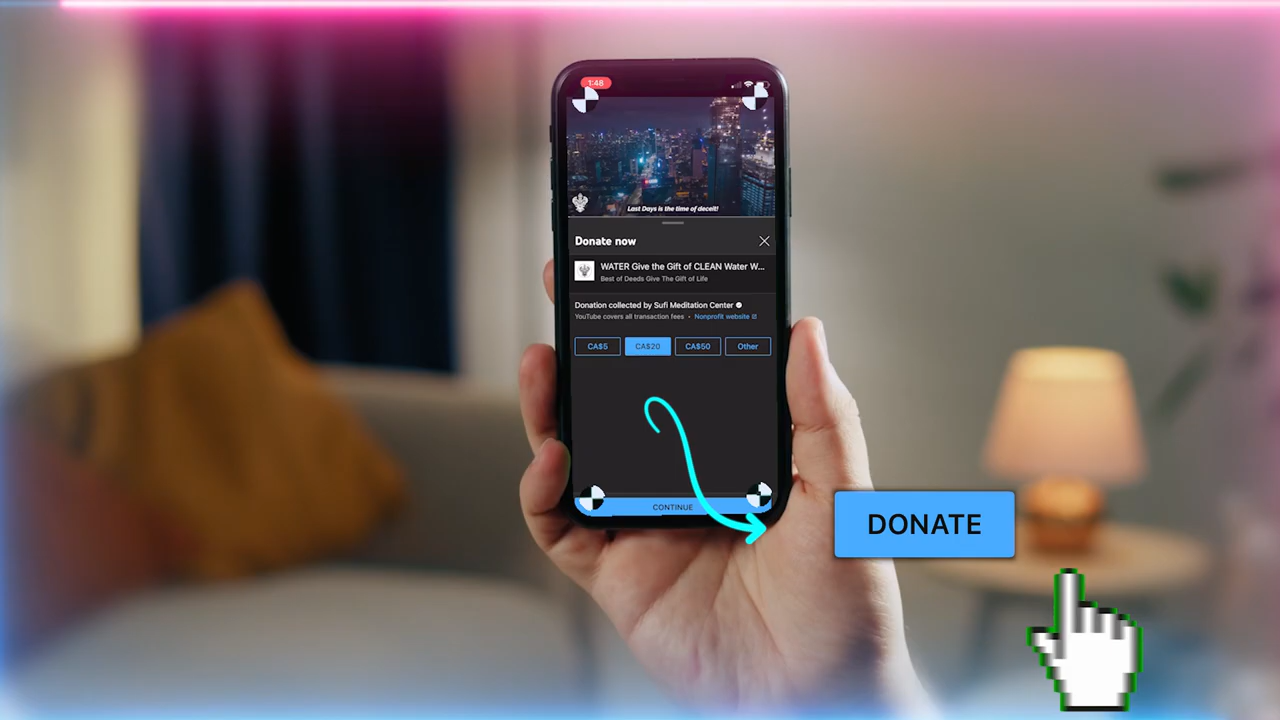 1:48
Last Days is the time of deceit!
Donate now
WATER Give the Gift of CLEAN Water W...
Best of Deeds Give The Gift of Life
Donation collected by Sufi Meditation Center
YouTube covers all transaction fees • Nonprofit website
CA$5 CA$20 CA$50 Other
CONTINUE
DONATE